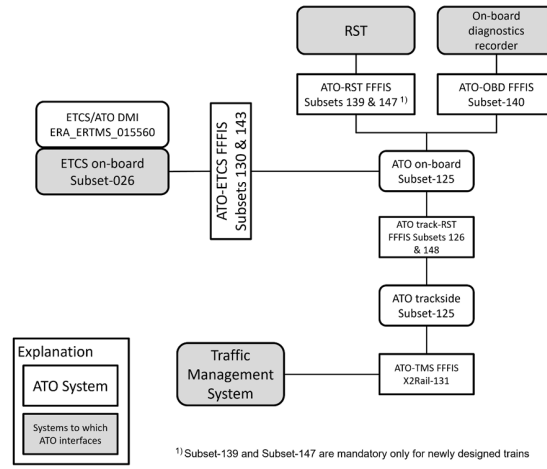 RST
On-board
diagnostics
recorder
ATO-RST FFFIS
Subsets 139 & 147 1)
ATO-OBD FFFIS
Subset-140
ETCS/ATO DMI
ERA_ERTMS_015560
ETCS on-board
Subset-026
ATO-ETCS FFFIS
Subsets 130 & 143
ATO on-board
Subset-125
ATO track-RST
FFFIS Subsets 126
& 148
ATO trackside
Subset-125
Explanation
ATO System
Systems to which
ATO interfaces
Traffic
Management
System
ATO-TMS FFFIS
X2Rail-131
1) Subset-139 and Subset-147 are mandatory only for newly designed trains